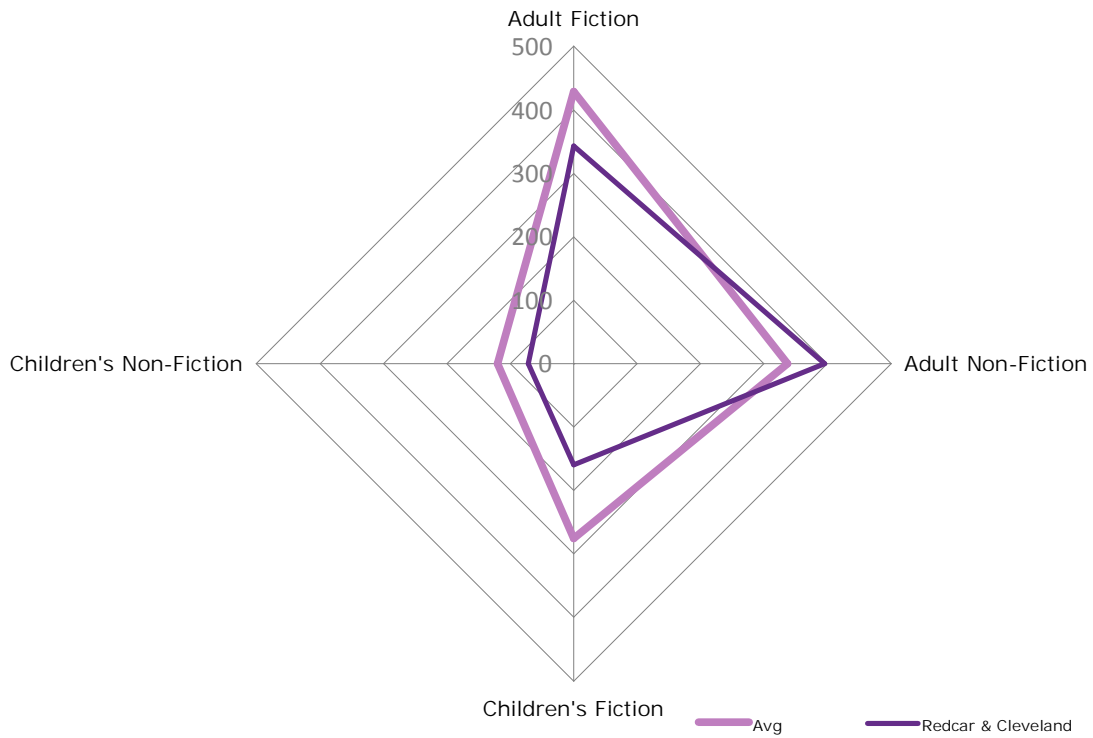 Adult Fiction
500
400
300
200
100
0
Children's Non-Fiction
Adult Non-Fiction
Children's Fiction
Avg
Redcar & Cleveland